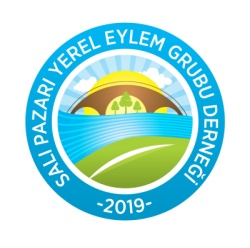 SALI PAZARI YEREL EYLEM GRUBU DERNEĞİ
-2019-